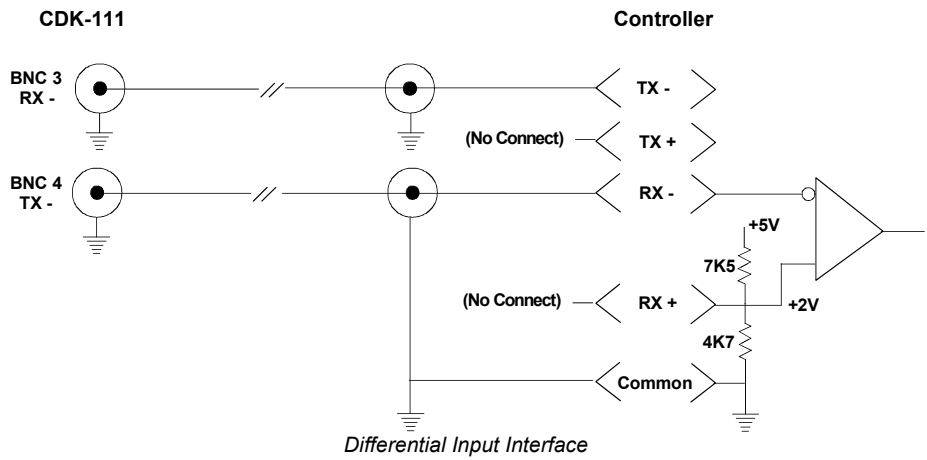 CDK-111
Controller
BNC 3
RX -
TX -
(No Connect)
TX +
BNC 4
TX -
RX -
+5V
7K5
(No Connect)
RX +
+2V
4K7
Common
Differential Input Interface